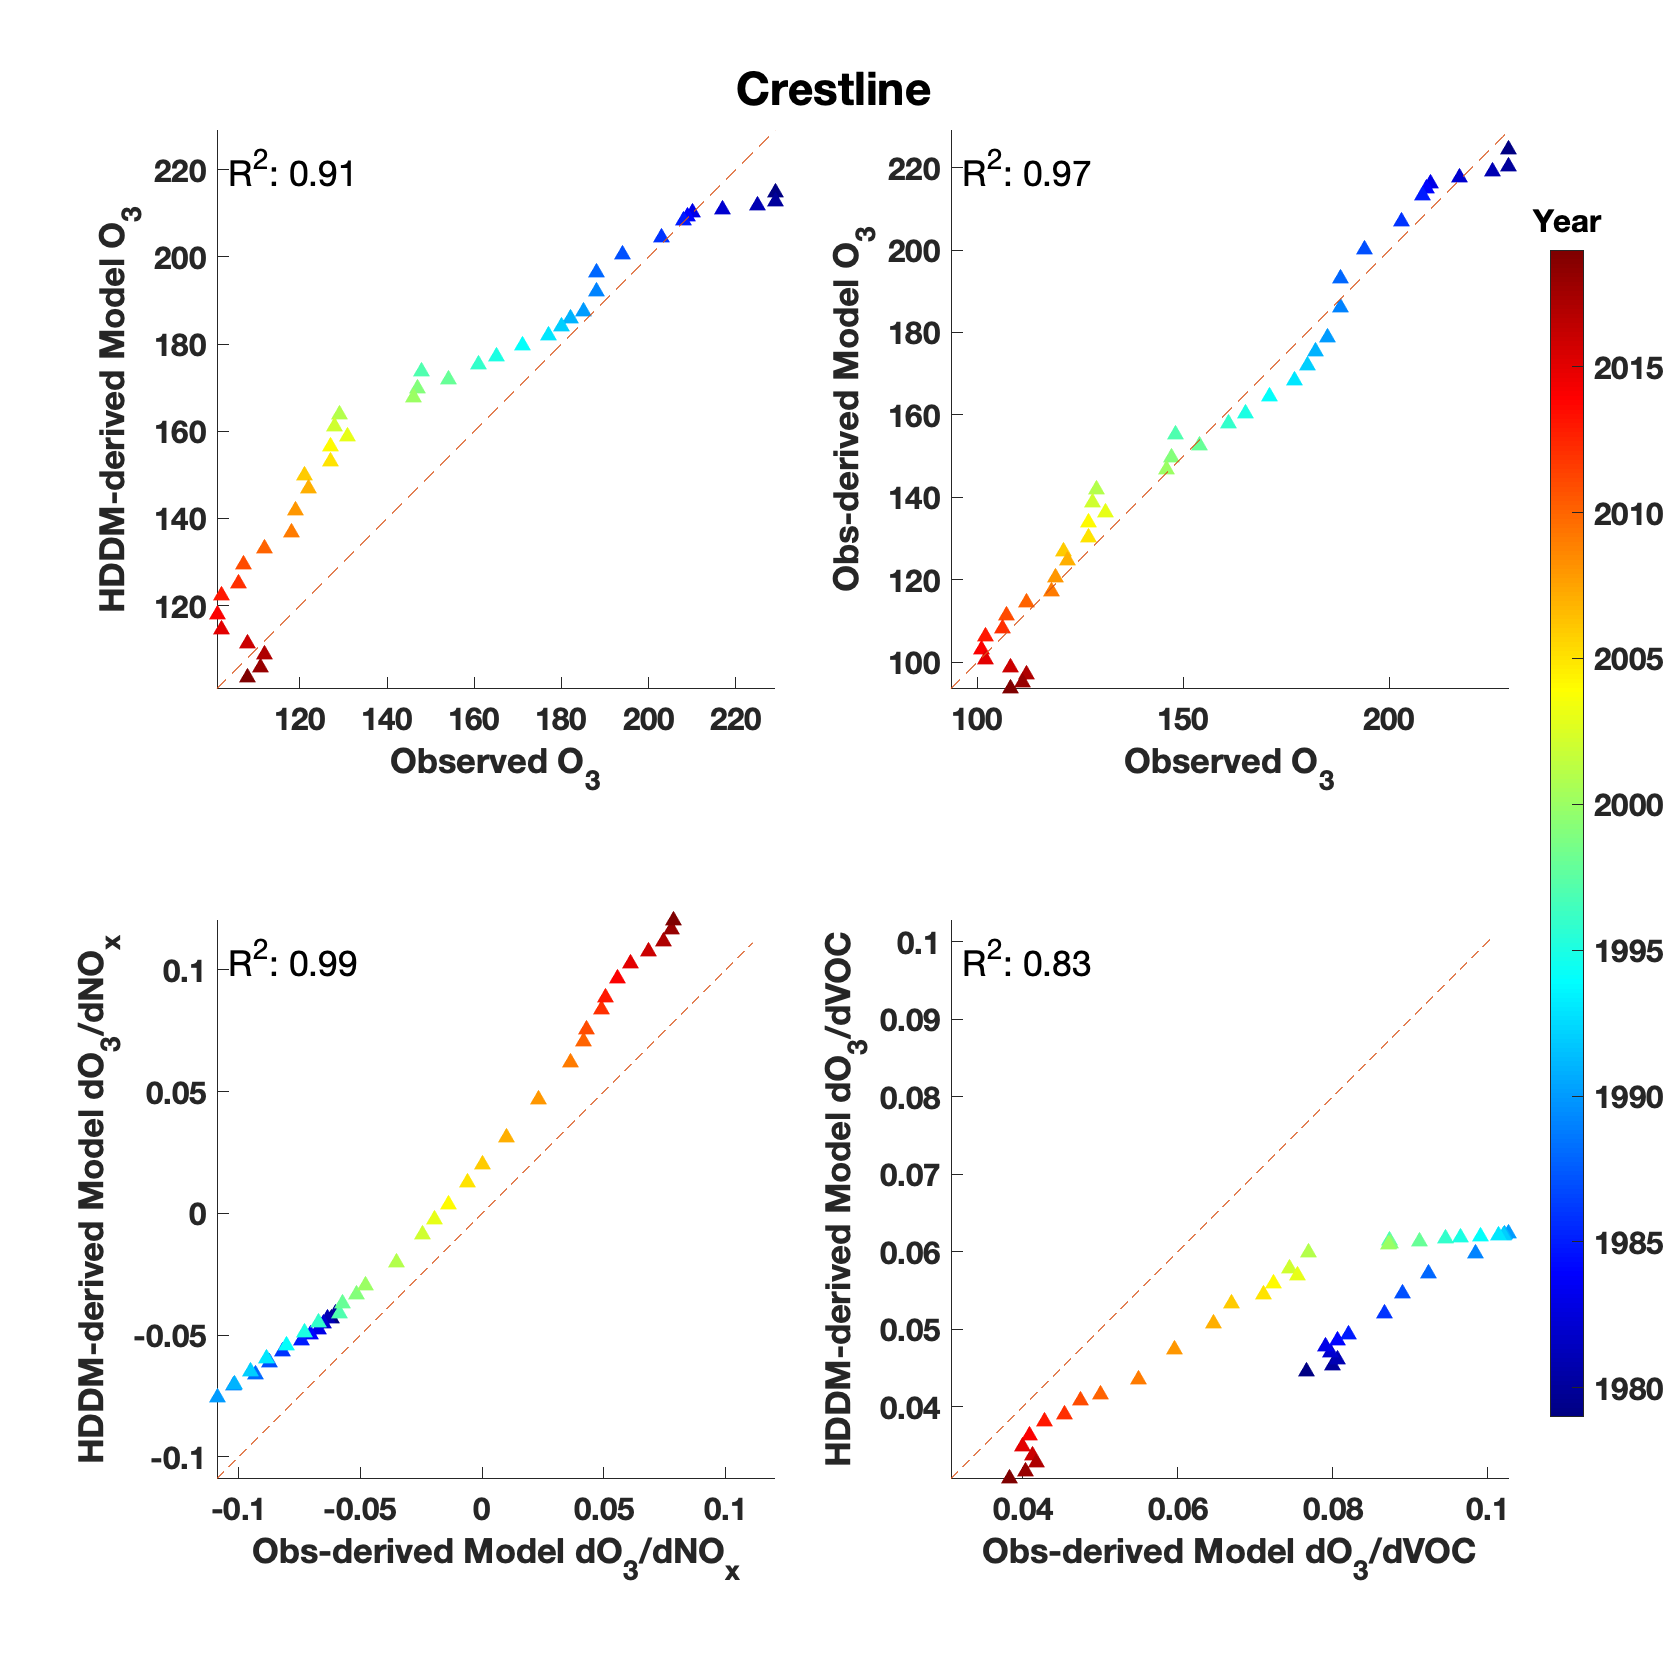 Crestline
R²: 0.91
220
200
180
160
140
120
HDDM-derived Model O₃
120 140 160 180 200 220
Observed O₃
R²: 0.97
220
200
180
160
140
120
100
Obs-derived Model O₃
100 150 200
Observed O₃
Year
2015
2010
2005
2000
1995
1990
1985
1980
R²: 0.99
0.1
0.05
0
-0.05
-0.1
HDDM-derived Model dO₃/dNOₓ
-0.1 -0.05 0 0.05 0.1
Obs-derived Model dO₃/dNOₓ
R²: 0.83
0.1
0.09
0.08
0.07
0.06
0.05
0.04
HDDM-derived Model dO₃/dVOC
0.04 0.06 0.08 0.1
Obs-derived Model dO₃/dVOC